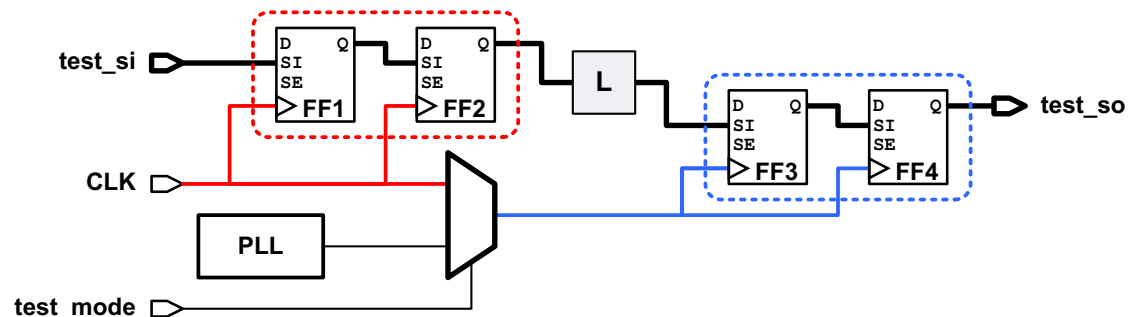 D Q
SI
SE
FF1
D Q
SI
SE
FF2
test_si
L
D Q
SI
SE
FF3
D Q
SI
SE
FF4
test_so
CLK
PLL
test_mode